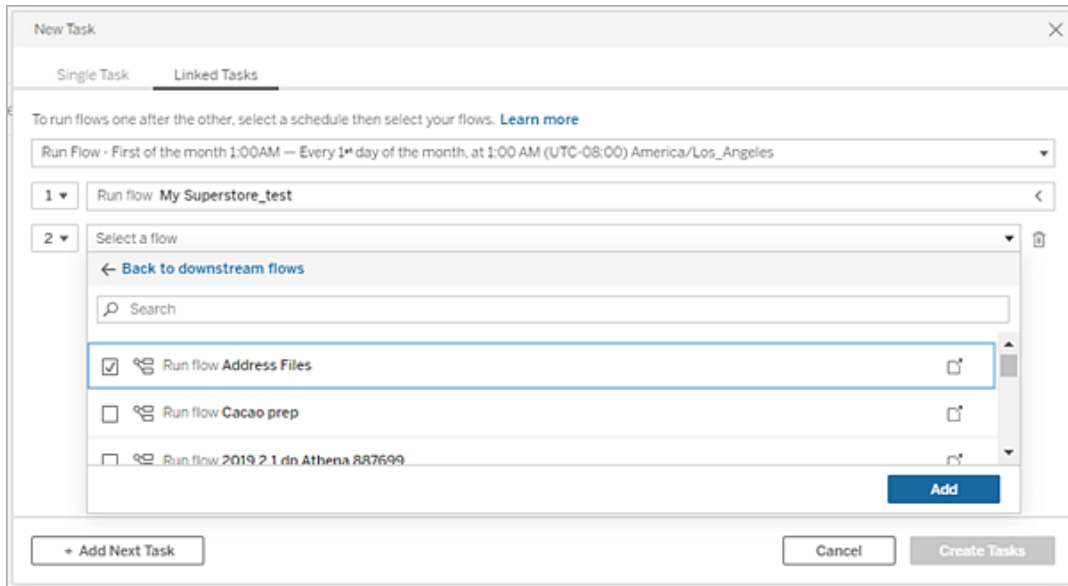 New Task
Single Task Linked Tasks
To run flows one after the other, select a schedule then select your flows. Learn more
Run Flow - First of the month 1:00AM — Every 1st day of the month, at 1:00 AM (UTC-08:00) America/Los_Angeles
1 Run flow My Superstore_test
2 Select a flow
Back to downstream flows
Search
Run flow Address Files
Run flow Cacao prep
Run flow 2019 2 1 dp Athena 887699
Add
+ Add Next Task Cancel Create Tasks